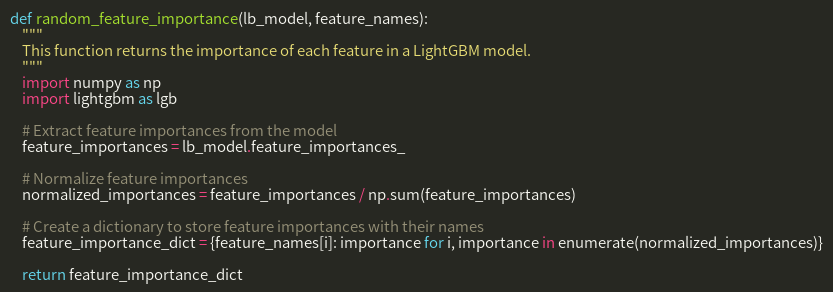 def random_feature_importance(lb_model, feature_names):
    """
    This function returns the importance of each feature in a LightGBM model.
    """
    import numpy as np
    import lightgbm as lgb

    # Extract feature importances from the model
    feature_importances = lb_model.feature_importances_

    # Normalize feature importances
    normalized_importances = feature_importances / np.sum(feature_importances)

    # Create a dictionary to store feature importances with their names
    feature_importance_dict = {feature_names[i]: importance for i, importance in enumerate(normalized_importances)}

    return feature_importance_dict